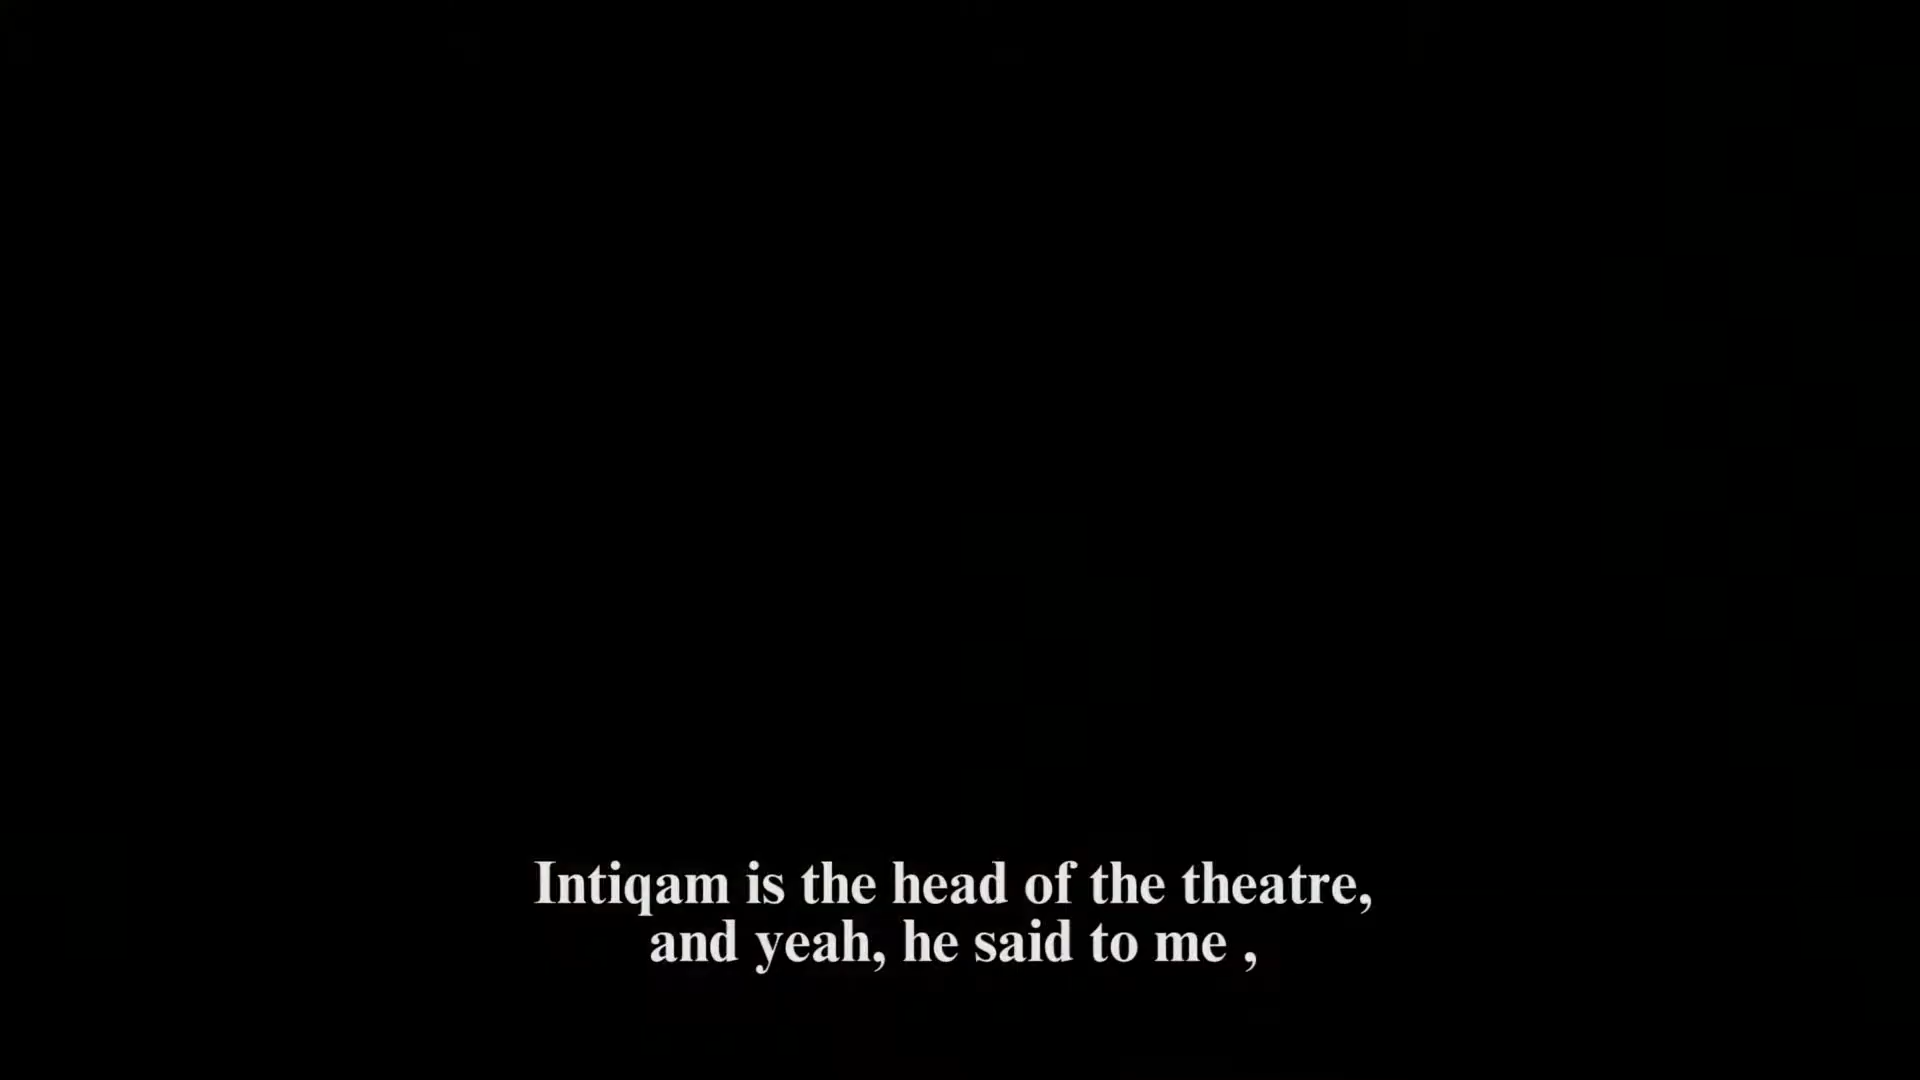 Intiqam is the head of the theatre,
and yeah, he said to me ,